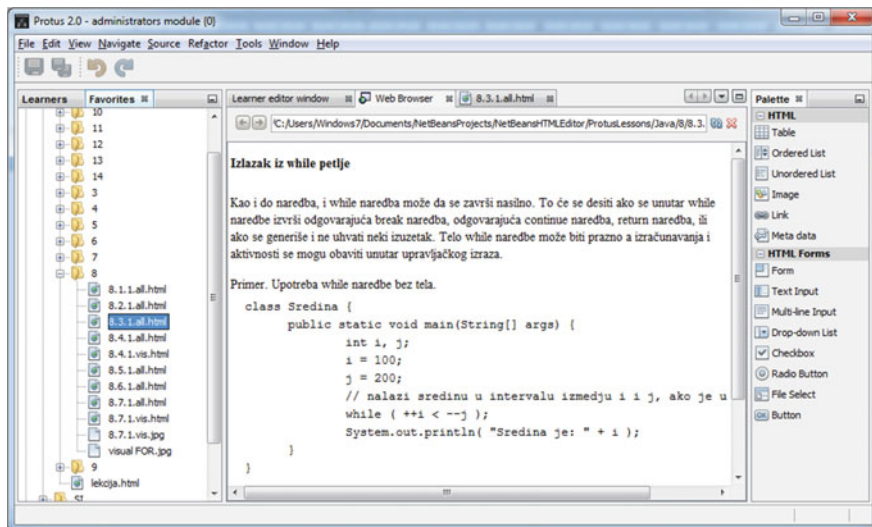 Protus 2.0 - administrators module {0}
File Edit View Navigate Source Refactor Tools Window Help
Learners Favorites
10
11
12
13
14
3
4
5
6
7
8
8.1.1.all.html
8.2.1.all.html
8.3.1.all.html
8.4.1.all.html
8.4.1.vis.html
8.5.1.all.html
8.6.1.all.html
8.7.1.all.html
8.7.1.vis.html
8.7.1.vis.jpg
visual FOR.jpg
9
lekcija.html
Learner editor window Web Browser 8.3.1.all.html
'C:/Users/Windows7/Documents/NetBeansProjects/NetBeansHTMLEditor/ProtusLessons/Java/8/8.3.
Izlazak iz while petlje
Kao i do naredba, i while naredba može da se završi nasilno. To će se desiti ako se unutar while
naredbe izvrši odgovarajuća break naredba, odgovarajuća continue naredba, return naredba, ili
ako se generiše i ne uhvati neki izuzetak. Telo while naredbe može biti prazno a izračunavanja i
aktivnosti se mogu obaviti unutar upravljačkog izraza.
Primer. Upotreba while naredbe bez tela.
class Sredina {
public static void main(String[] args) {
int i, j;
i = 100;
j = 200;
// nalazi sredinu u intervalu izmedju i i j, ako je u
while ( ++i < --j );
System.out.println( "Sredina je: " + i );
}
}
Palette
HTML
Table
Ordered List
Unordered List
Image
Link
Meta data
HTML Forms
Form
Text Input
Multi-line Input
Drop-down List
Checkbox
Radio Button
File Select
Button